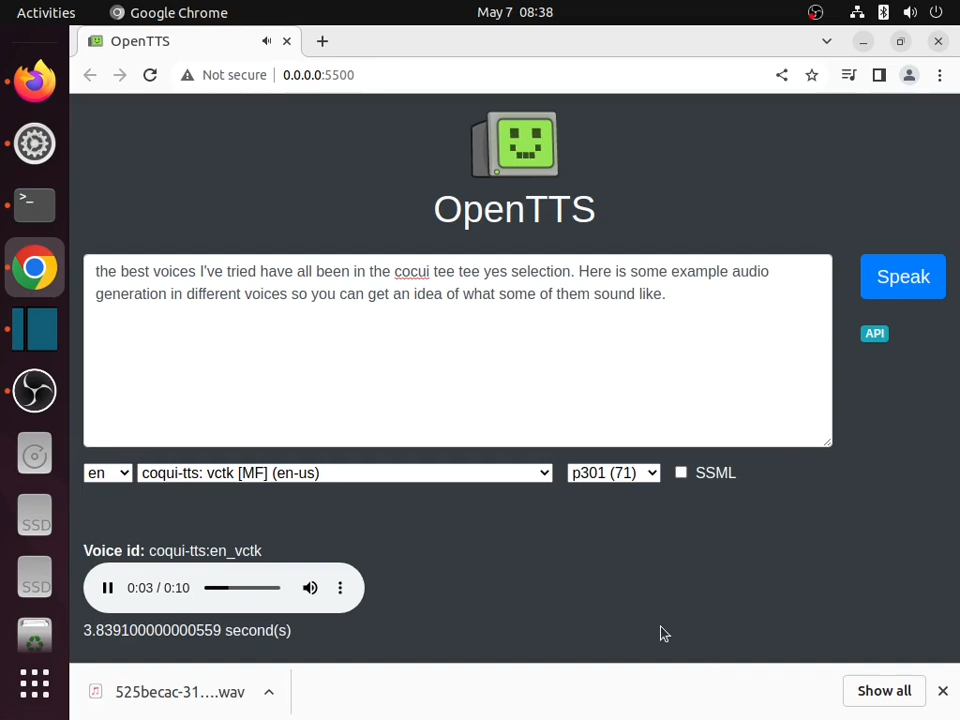 Activities
Google Chrome
May 7 08:38
OpenTTS
Not secure
0.0.0.0:5500
OpenTTS
the best voices I've tried have all been in the cocui tee tee yes selection. Here is some example audio
generation in different voices so you can get an idea of what some of them sound like.
Speak
API
en
coqui-tts: vctk [MF] (en-us)
p301 (71)
SSML
Voice id: coqui-tts:en_vctk
0:03 / 0:10
3.839100000000559 second(s)
SSD
SSD
525becac-31....wav
Show all